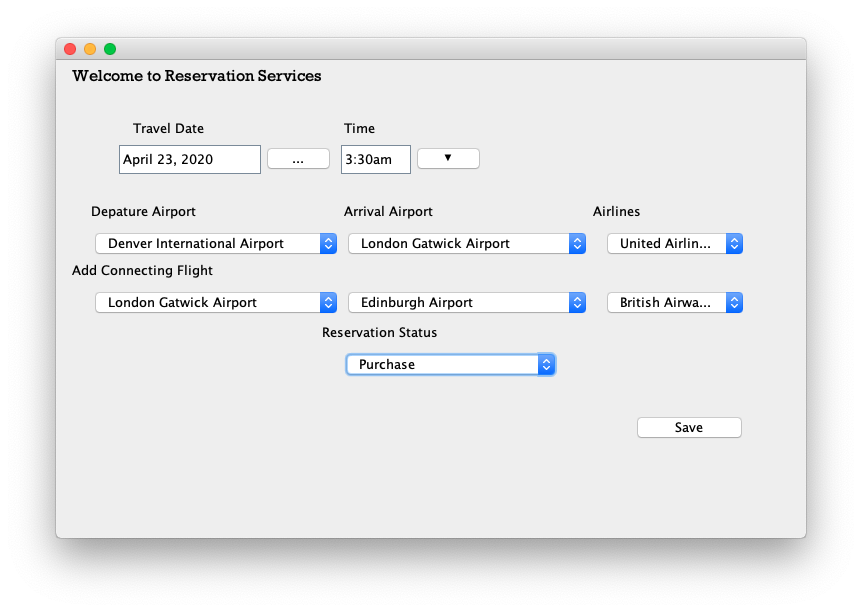 Welcome to Reservation Services
Travel Date Time
April 23, 2020 ... 3:30am
Depature Airport Arrival Airport Airlines
Denver International Airport London Gatwick Airport United Airlin...
Add Connecting Flight
London Gatwick Airport Edinburgh Airport British Airwa...
Reservation Status
Purchase
Save